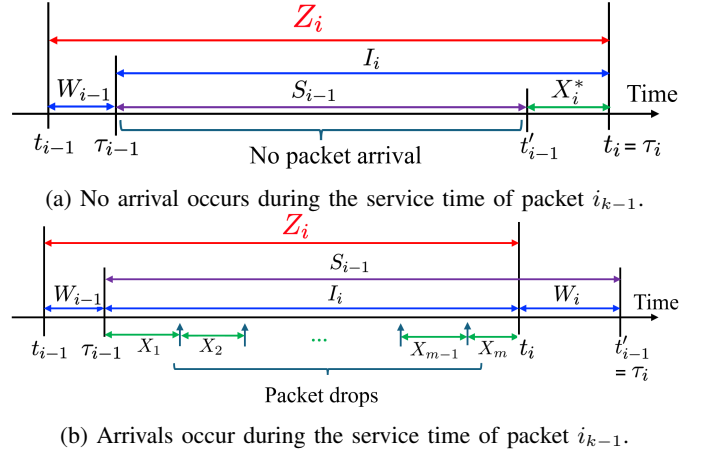 Z_i
I_i
W_{i-1} S_{i-1} X_i^* Time
t_{i-1} τ_{i-1} t'_{i-1} t_i = τ_i
No packet arrival
(a) No arrival occurs during the service time of packet i_{k-1}.
Z_i
S_{i-1}
W_{i-1} I_i W_i Time
t_{i-1} τ_{i-1} X_1 X_2 ... X_{m-1} X_m t_i t'_{i-1}
= τ_i
Packet drops
(b) Arrivals occur during the service time of packet i_{k-1}.